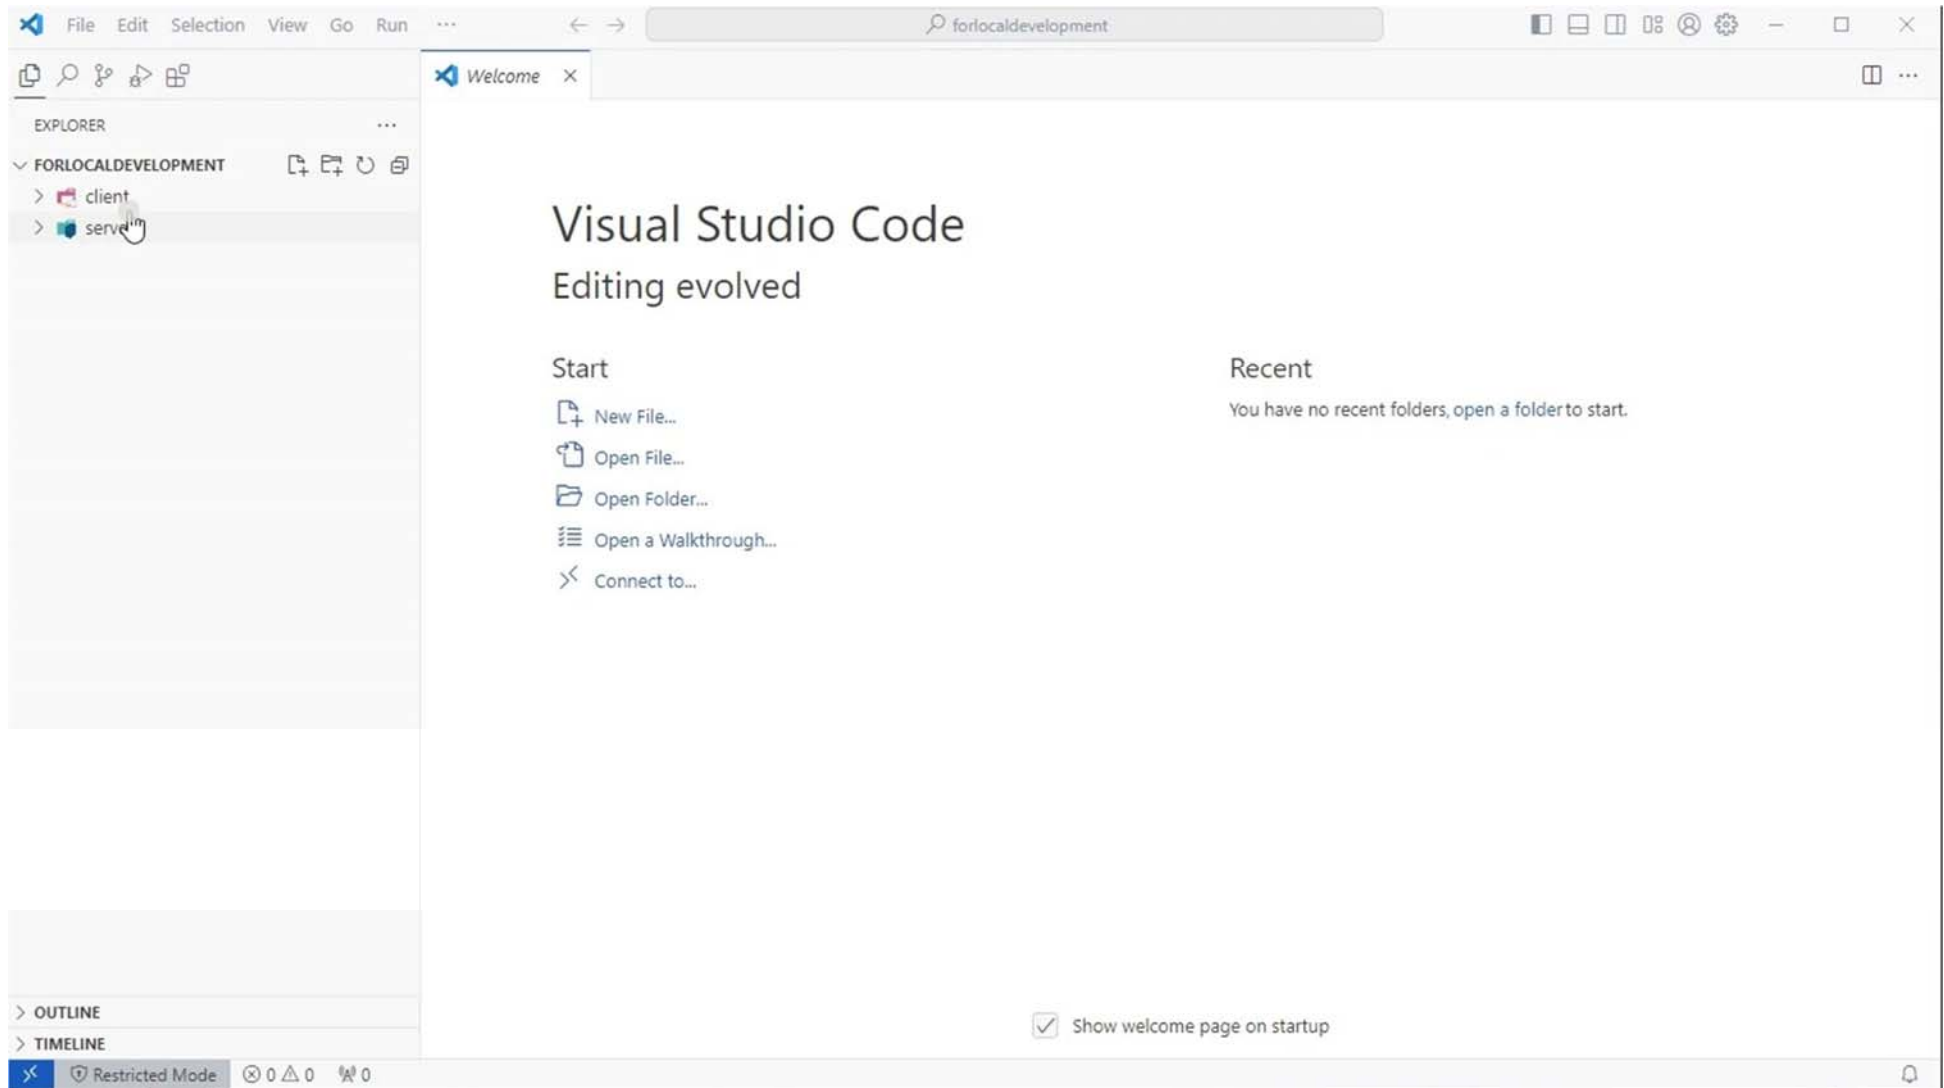 File Edit Selection View Go Run ... forlocaldevelopment
Welcome
EXPLORER
FORLOCALDEVELOPMENT
client
Visual Studio Code
Editing evolved
Start
New File...
Open File...
Open Folder...
Open a Walkthrough...
Connect to...
Recent
You have no recent folders, open a folder to start.
Show welcome page on startup
OUTLINE
TIMELINE
Restricted Mode 0 0 0